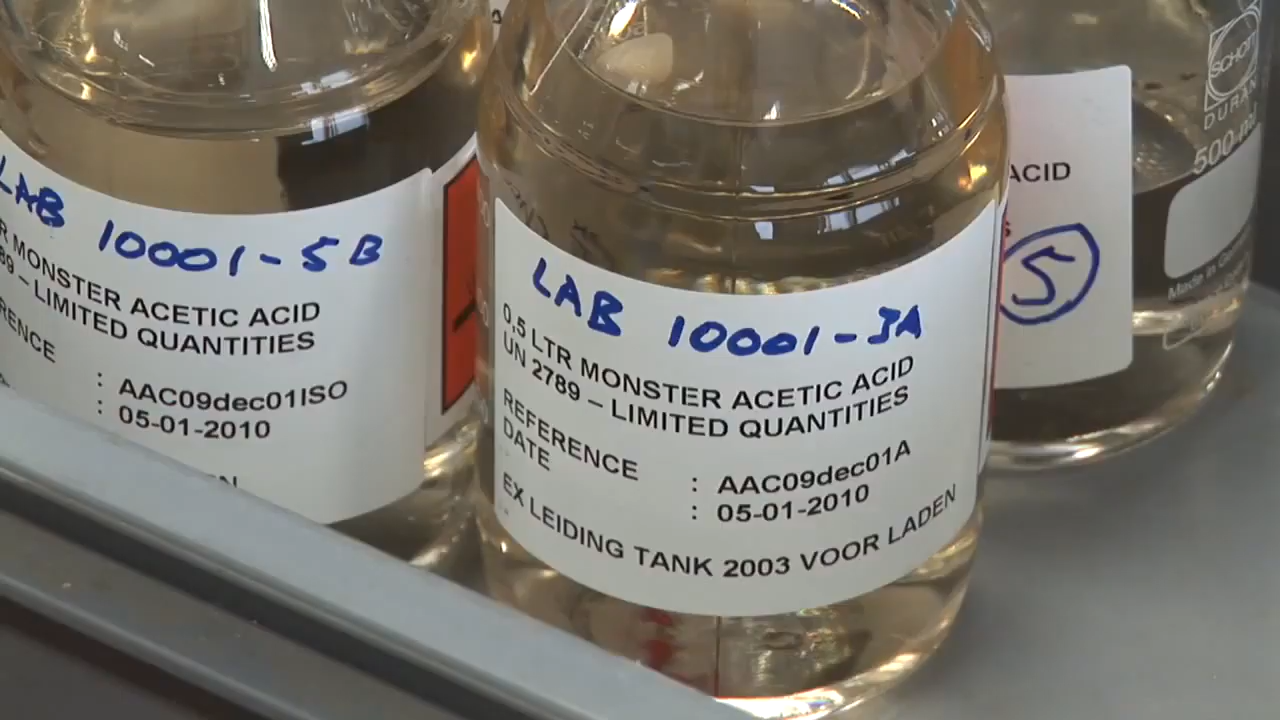 LAB 10001-5B
MONSTER ACETIC ACID
– LIMITED QUANTITIES
: AAC09dec01ISO
: 05-01-2010
LAB 10001-3A
0,5 LTR MONSTER ACETIC ACID
UN 2789 – LIMITED QUANTITIES
REFERENCE : AAC09dec01A
DATE : 05-01-2010
EX LEIDING TANK 2003 VOOR LADEN
ACID
5
SCHOTT
DURAN
500 ml
Made in